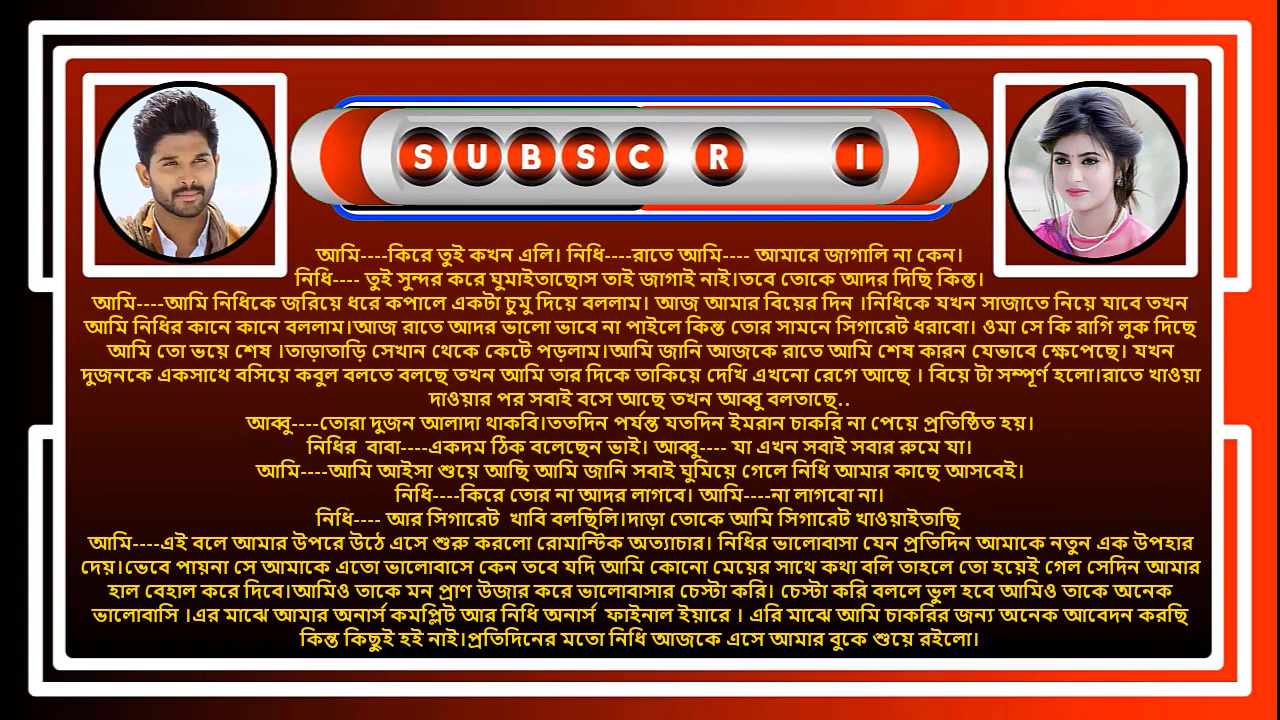 SUBSCR I
আমি----কিরে তুই কখন এলি। নিধি----রাতে আমি---- আমারে জাগালি না কেন।
নিধি---- তুই সুন্দর করে ঘুমাইতাছ্যেস তাই জাগাই নাই।তবে তোকে আদর দিছি কিন্ত।
আমি----আমি নিধিকে জরিয়ে ধরে কপালে একটা চুমু দিয়ে বললাম। আজ আমার বিয়ের দিন ।নিধিকে যখন সাজাতে নিয়ে যাবে তখন
আমি নিধির কানে কানে বললাম।আজ রাতে আদর ভালো ভাবে না পাইলে কিন্ত তোর সামনে সিগারেট ধরাবো। ওমা সে কি রাগি লুক দিছে
আমি তো ভয়ে শেষ ।তাড়াতাড়ি সেখান থেকে কেটে পড়লাম।আমি জানি আজকে রাতে আমি শেষ কারন যেভাবে ক্ষেপেছে। যখন
দুজনকে একসাথে বসিয়ে কবুল বলতে বলছে তখন আমি তার দিকে তাকিয়ে দেখি এখনো রেগে আছে । বিয়ে টা সম্পূর্ণ হলো।রাতে খাওয়া
দাওয়ার পর সবাই বসে আছে তখন আব্বু বলতাছে..
আব্বু----তোরা দুজন আলাদা থাকবি।ততদিন পর্যন্ত যতদিন ইমরান চাকরি না পেয়ে প্রতিষ্ঠিত হয়।
নিধির  বাবা----একদম ঠিক বলেছেন ভাই। আব্বু---- যা এখন সবাই সবার রুমে যা।
আমি----আমি আইসা শুয়ে আছি আমি জানি সবাই ঘুমিয়ে গেলে নিধি আমার কাছে আসবেই।
নিধি----কিরে তোর না আদর লাগবে। আমি----না লাগবো না।
নিধি---- আর সিগারেট  খাবি বলছিলি।দাড়া তোকে আমি সিগারেট খাওয়াইতাছি
আমি----এই বলে আমার উপরে উঠে এসে শুরু করলো রোমান্টিক অত্যাচার। নিধির ভালোবাসা যেন প্রতিদিন আমাকে নতুন এক উপহার
দেয়।ভেবে পায়না সে আমাকে এতো ভালোবাসে কেন তবে যদি আমি কোনো মেয়ের সাথে কথা বলি তাহলে তো হয়েই গেল সেদিন আমার
হাল বেহাল করে দিবে।আমিও তাকে মন প্রাণ উজার করে ভালোবাসার চেস্টা করি। চেস্টা করি বললে ভুল হবে আমিও তাকে অনেক
ভালোবাসি ।এর মাঝে আমার অনার্স কমপ্লিট আর নিধি অনার্স  ফাইনাল ইয়ারে । এরি মাঝে আমি চাকরির জন্য অনেক আবেদন করছি
কিন্ত কিছুই হই নাই।প্রতিদিনের মতো নিধি আজকে এসে আমার বুকে শুয়ে রইলো।